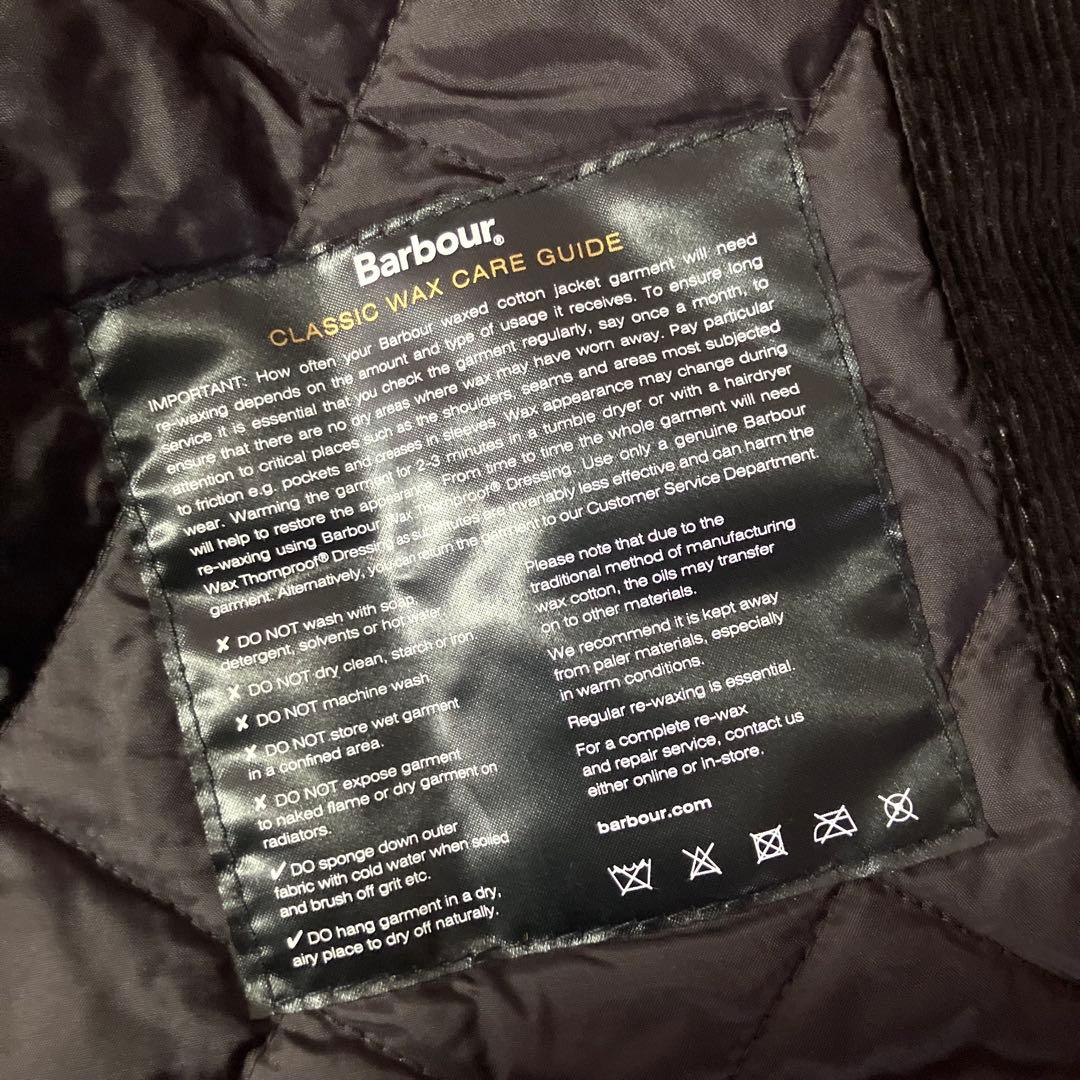 Barbour®
CLASSIC WAX CARE GUIDE
IMPORTANT: How often your Barbour waxed cotton jacket garment will need
re-waxing depends on the amount and type of usage it receives. To ensure long
service it is essential that you check the garment regularly, say once a month, to
ensure that there are no dry areas where wax may have worn away. Pay particular
attention to critical places such as the shoulders, seams and areas most subjected
to friction e.g. pockets and creases in sleeves. Wax appearance may change during
wear. Warming the garment for 2-3 minutes in a tumble dryer or with a hairdryer
will help to restore the appearance. From time to time the whole garment will need
re-waxing using Barbour Wax Thornproof® Dressing. Use only a genuine Barbour
Wax Thornproof® Dressing as substitutes are invariably less effective and can harm the
garment. Alternatively, you can return the garment to our Customer Service Department.
✘ DO NOT wash with soap,
detergent, solvents or hot water
✘ DO NOT dry clean, starch or iron
✘ DO NOT machine wash
✘ DO NOT store wet garment
in a confined area.
✘ DO NOT expose garment
to naked flame or dry garment on
radiators.
✔ DO sponge down outer
fabric with cold water when soiled
and brush off grit etc.
✔ DO hang garment in a dry,
airy place to dry off naturally.
Please note that due to the
traditional method of manufacturing
wax cotton, the oils may transfer
on to other materials.
We recommend it is kept away
from paler materials, especially
in warm conditions.
Regular re-waxing is essential.
For a complete re-wax
and repair service, contact us
either online or in-store.
barbour.com